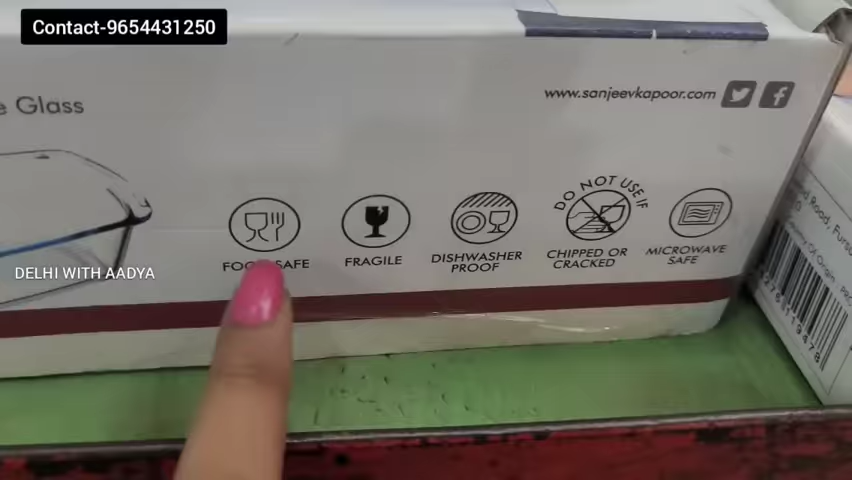 Contact-9654431250
e Glass
www.sanjeevkapoor.com
DO NOT USE IF
FOOD SAFE
FRAGILE
DISHWASHER
PROOF
CHIPPED OR
CRACKED
MICROWAVE
SAFE
DELHI WITH AADYA